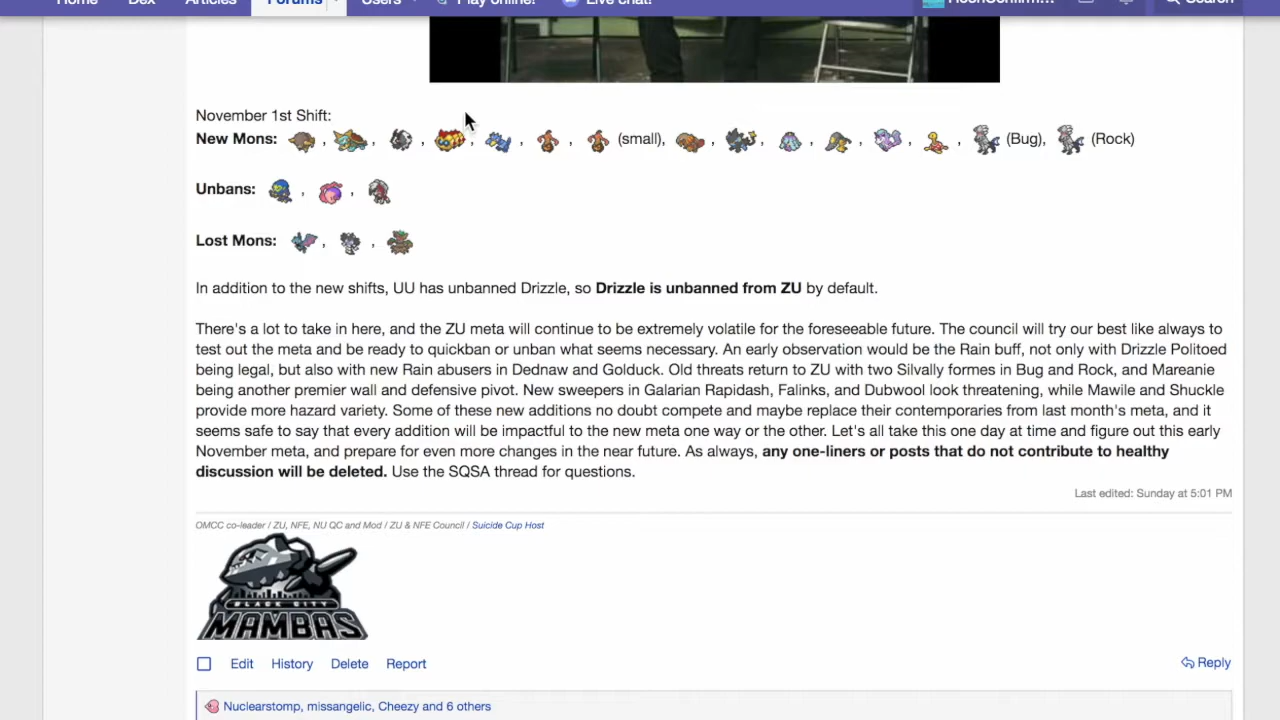 Home Dex Articles Forums Users Play online! Live chat! Search
November 1st Shift:
New Mons: , , , , , , (small), , , , , , , (Bug), (Rock)
Unbans: , ,
Lost Mons: , ,
In addition to the new shifts, UU has unbanned Drizzle, so Drizzle is unbanned from ZU by default.
There's a lot to take in here, and the ZU meta will continue to be extremely volatile for the foreseeable future. The council will try our best like always to
test out the meta and be ready to quickban or unban what seems necessary. An early observation would be the Rain buff, not only with Drizzle Politoed
being legal, but also with new Rain abusers in Dednaw and Golduck. Old threats return to ZU with two Silvally formes in Bug and Rock, and Mareanie
being another premier wall and defensive pivot. New sweepers in Galarian Rapidash, Falinks, and Dubwool look threatening, while Mawile and Shuckle
provide more hazard variety. Some of these new additions no doubt compete and maybe replace their contemporaries from last month's meta, and it
seems safe to say that every addition will be impactful to the new meta one way or the other. Let's all take this one day at time and figure out this early
November meta, and prepare for even more changes in the near future. As always, any one-liners or posts that do not contribute to healthy
discussion will be deleted. Use the SQSA thread for questions.
Last edited: Sunday at 5:01 PM
OMCC co-leader / ZU, NFE, NU QC and Mod / ZU & NFE Council / Suicide Cup Host
BLACK CITY
MAMBAS
Edit History Delete Report Reply
Nuclearstomp, missangelic, Cheezy and 6 others